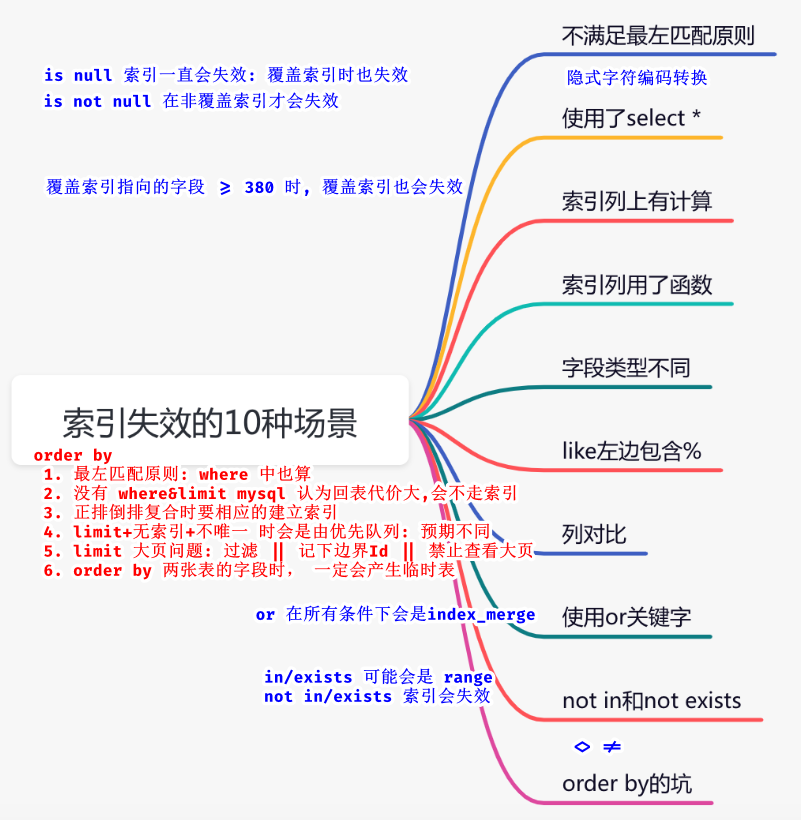 不满足最左匹配原则
is null 索引一直会失效: 覆盖索引时也失效
隐式字符编码转换
is not null 在非覆盖索引才会失效
使用了select *
覆盖索引指向的字段 ≥ 380 时, 覆盖索引也会失效
索引列上有计算
索引列用了函数
字段类型不同
索引失效的10种场景
like左边包含%
order by
1. 最左匹配原则: where 中也算
2. 没有 where&limit mysql 认为回表代价大,会不走索引
3. 正排倒排复合时要相应的建立索引
4. limit+无索引+不唯一 时会是由优先队列: 预期不同
5. limit 大页问题: 过滤 || 记下边界Id || 禁止查看大页
6. order by 两张表的字段时， 一定会产生临时表
列对比
or 在所有条件下会是index_merge
使用or关键字
in/exists 可能会是 range
not in/exists 索引会失效
not in和not exists
<> ≠
order by的坑